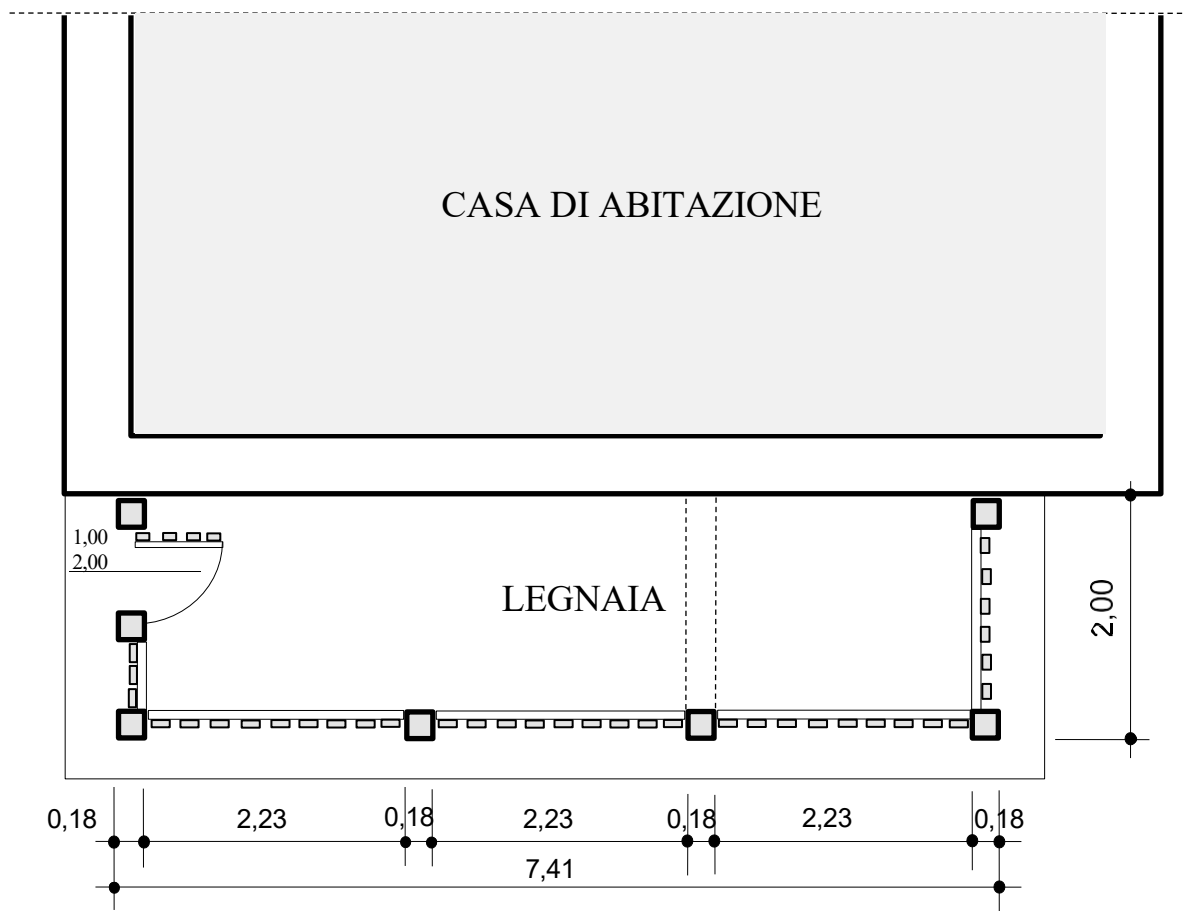 CASA DI ABITAZIONE
1,00
2,00
LEGNAIA
2,00
0,18 2,23 0,18 2,23 0,18 2,23 0,18
7,41